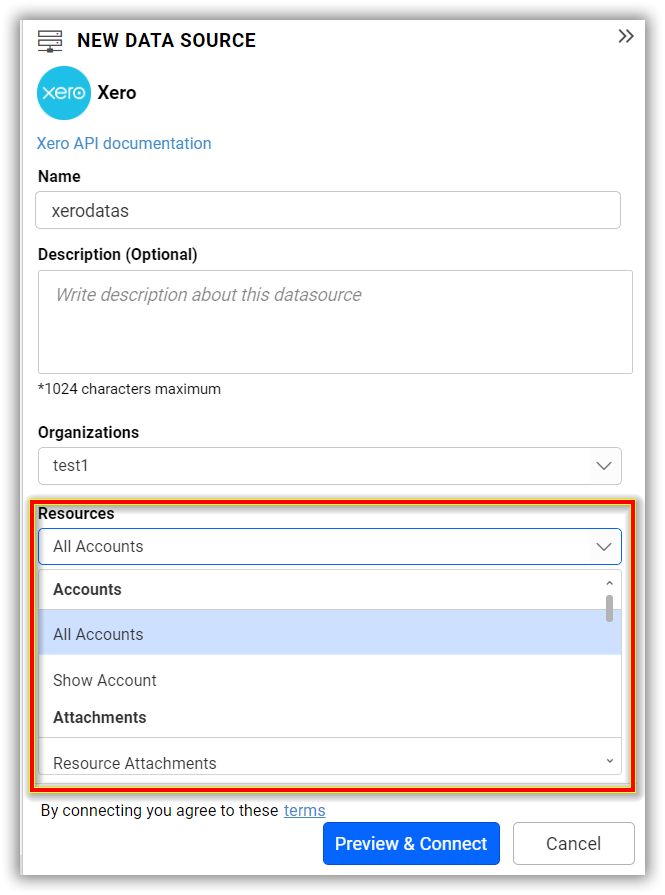 NEW DATA SOURCE
xero Xero
Xero API documentation
Name
xerodatas
Description (Optional)
Write description about this datasource
*1024 characters maximum
Organizations
test1
Resources
All Accounts
Accounts
All Accounts
Show Account
Attachments
Resource Attachments
By connecting you agree to these terms
Preview & Connect Cancel